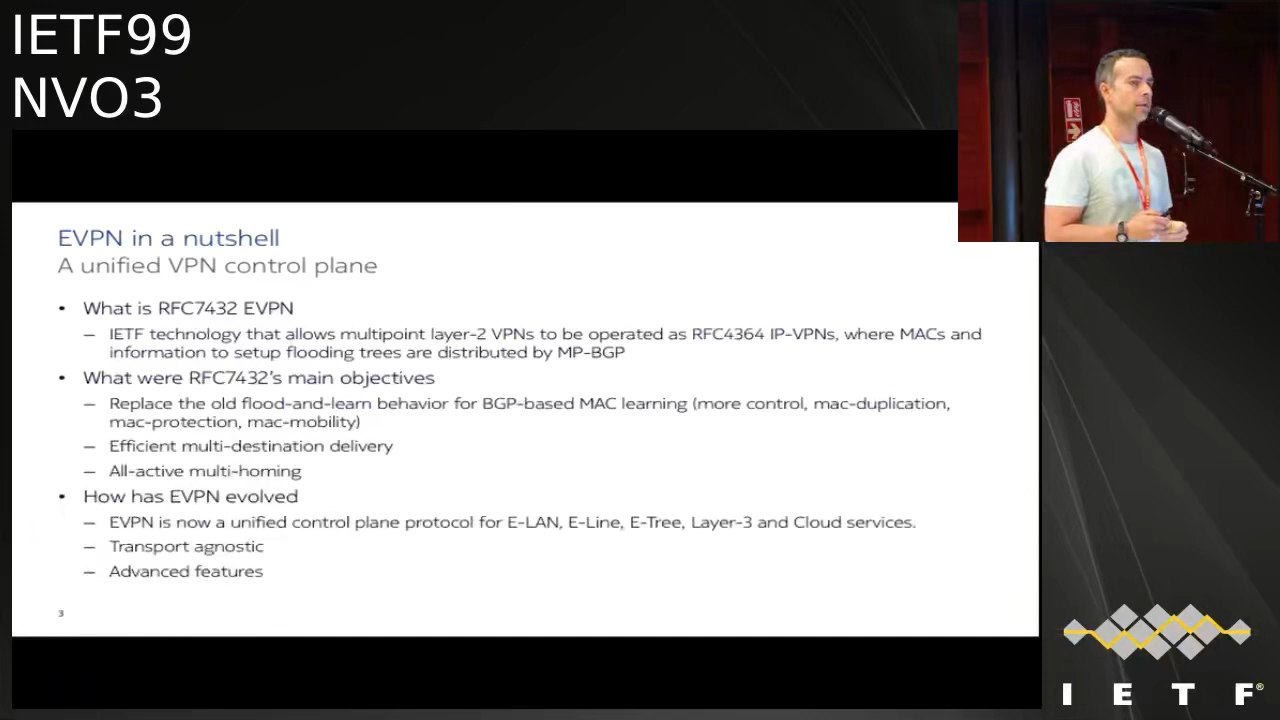 IETF99
NVO3
EVPN in a nutshell
A unified VPN control plane
• What is RFC7432 EVPN
– IETF technology that allows multipoint layer-2 VPNs to be operated as RFC4364 IP-VPNs, where MACs and
information to setup flooding trees are distributed by MP-BGP
• What were RFC7432’s main objectives
– Replace the old flood-and-learn behavior for BGP-based MAC learning (more control, mac-duplication,
mac-protection, mac-mobility)
– Efficient multi-destination delivery
– All-active multi-homing
• How has EVPN evolved
– EVPN is now a unified control plane protocol for E-LAN, E-Line, E-Tree, Layer-3 and Cloud services.
– Transport agnostic
– Advanced features
3
I E T F®